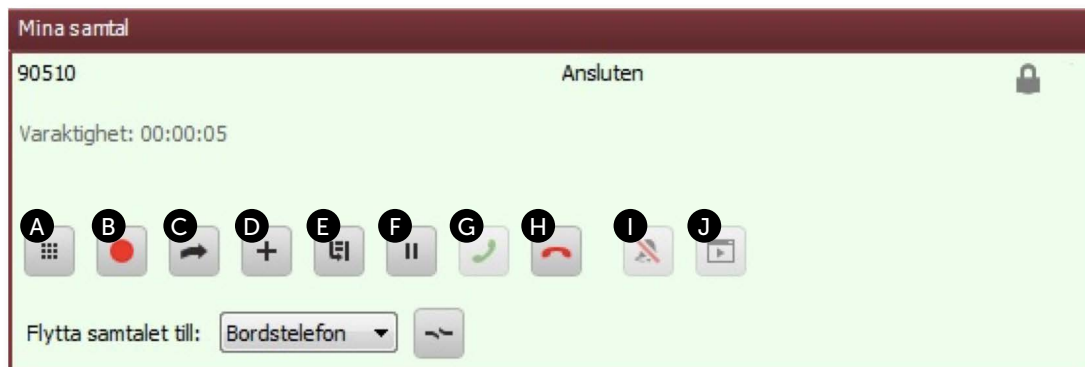 Mina samtal
90510 Ansluten
Varaktighet: 00:00:05
A B C D E F G H I J
Flytta samtalet till: Bordstelefon